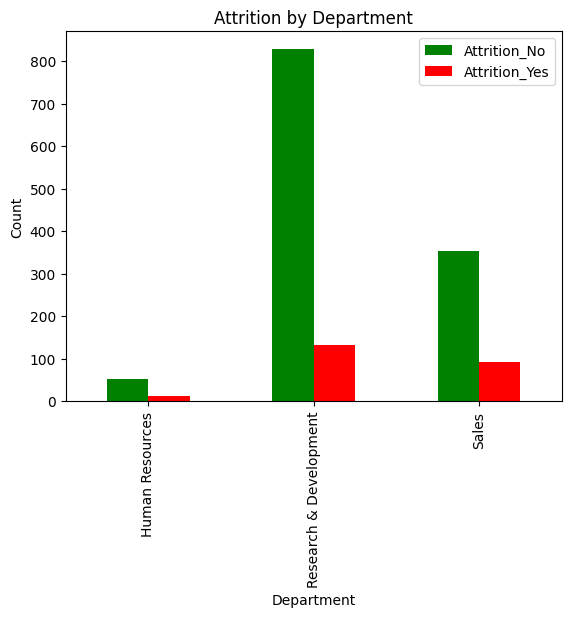 Attrition by Department
Attrition_No
Attrition_Yes
Count
800
700
600
500
400
300
200
100
0
Human Resources
Research & Development
Sales
Department